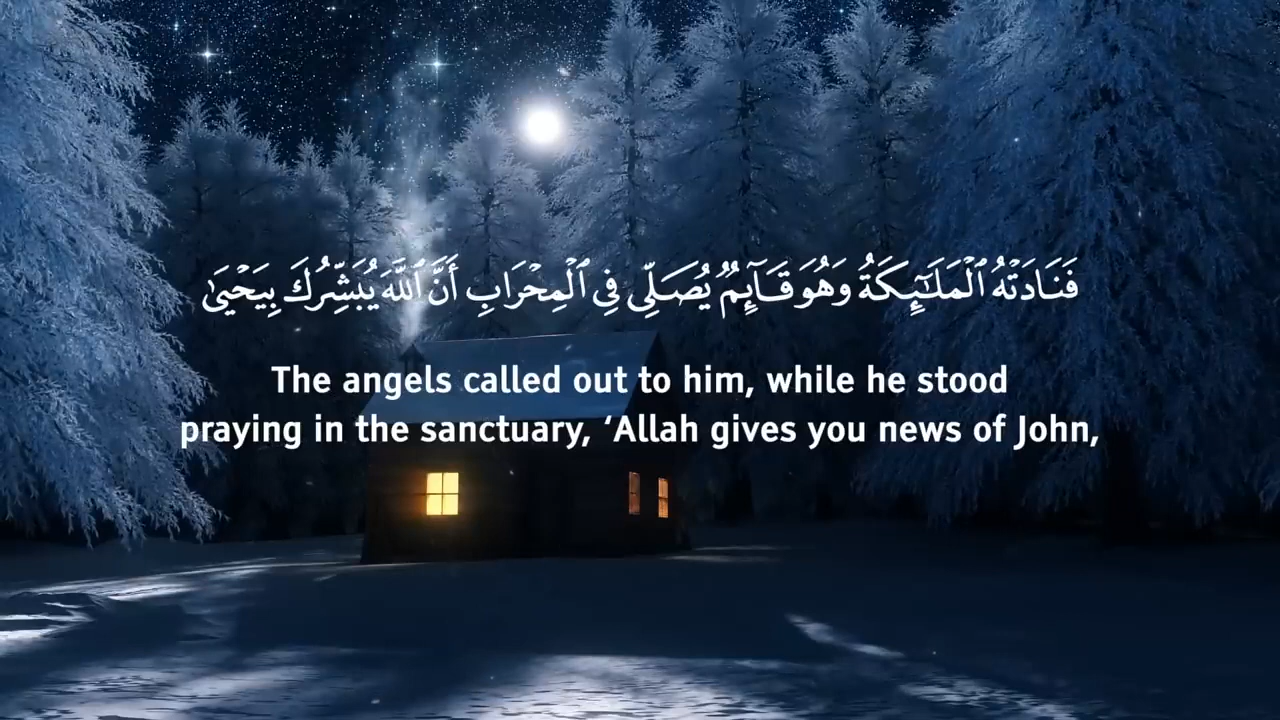 فَنَادَتْهُ ٱلْمَلَـٰٓئِكَةُ وَهُوَ قَآئِمٌ يُصَلِّى فِى ٱلْمِحْرَابِ أَنَّ ٱللَّهَ يُبَشِّرُكَ بِيَحْيَىٰ
The angels called out to him, while he stood
praying in the sanctuary, ‘Allah gives you news of John,